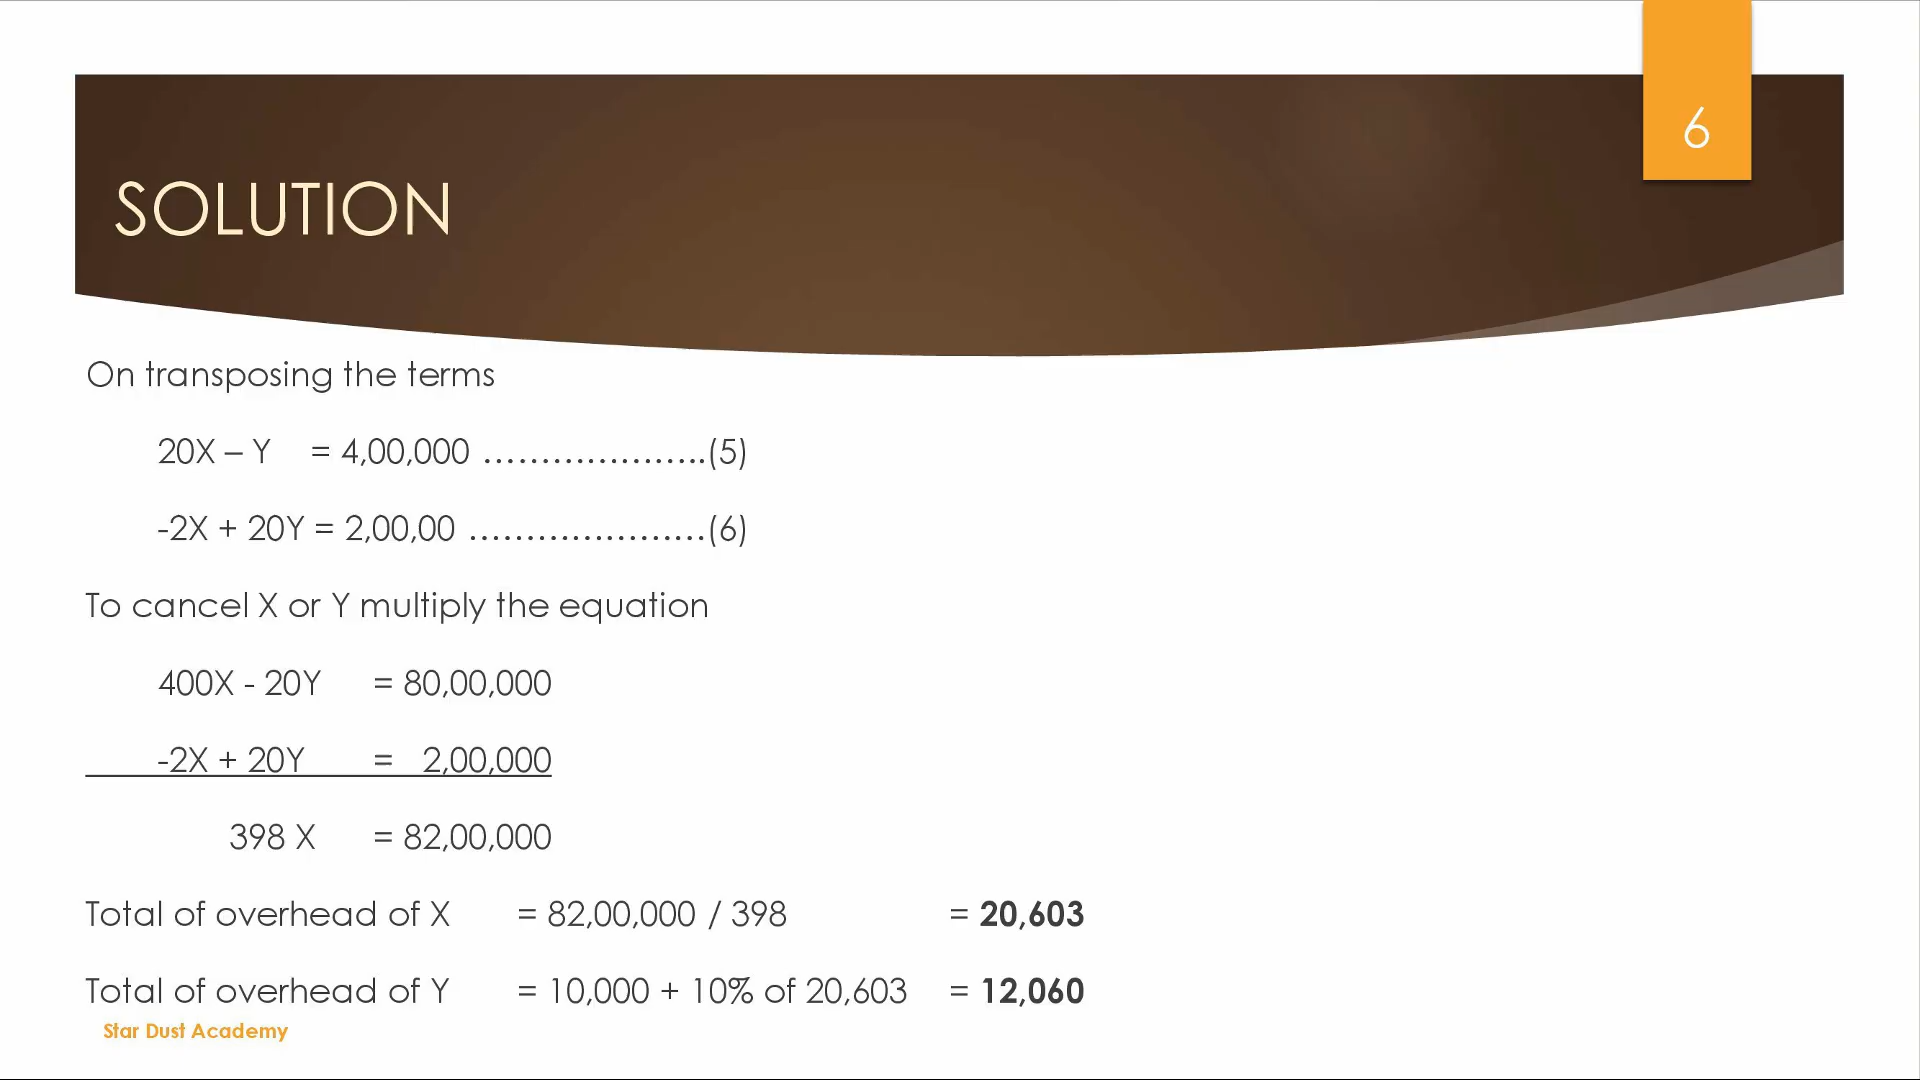 6
SOLUTION
On transposing the terms
20X – Y = 4,00,000 …………………..(5)
-2X + 20Y = 2,00,00 …………………(6)
To cancel X or Y multiply the equation
400X - 20Y = 80,00,000
-2X + 20Y = 2,00,000
398 X = 82,00,000
Total of overhead of X = 82,00,000 / 398 = 20,603
Total of overhead of Y = 10,000 + 10% of 20,603 = 12,060
Star Dust Academy